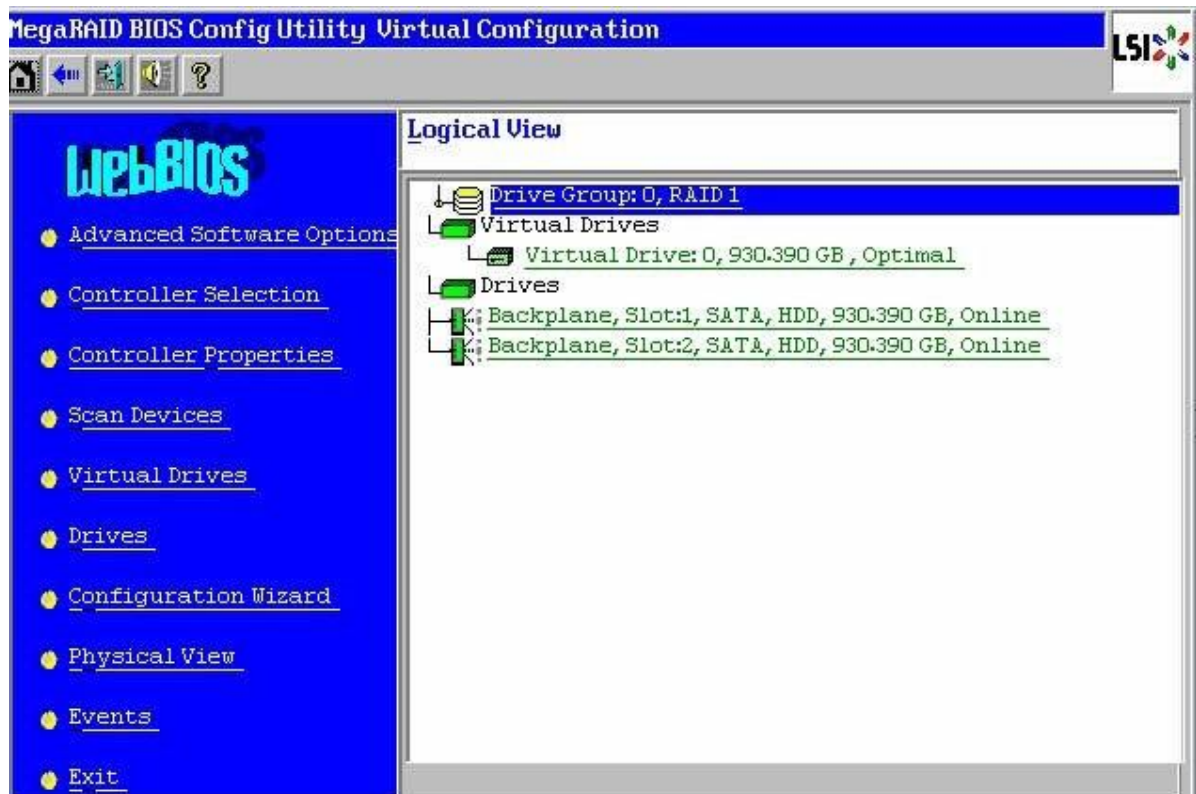 MegaRAID BIOS Config Utility Virtual Configuration
LSI
?
WebBIOS
Advanced Software Options
Controller Selection
Controller Properties
Scan Devices
Virtual Drives
Drives
Configuration Wizard
Physical View
Events
Exit
Logical View
Drive Group: 0, RAID 1
Virtual Drives
Virtual Drive: 0, 930.390 GB , Optimal
Drives
Backplane, Slot:1, SATA, HDD, 930.390 GB, Online
Backplane, Slot:2, SATA, HDD, 930.390 GB, Online